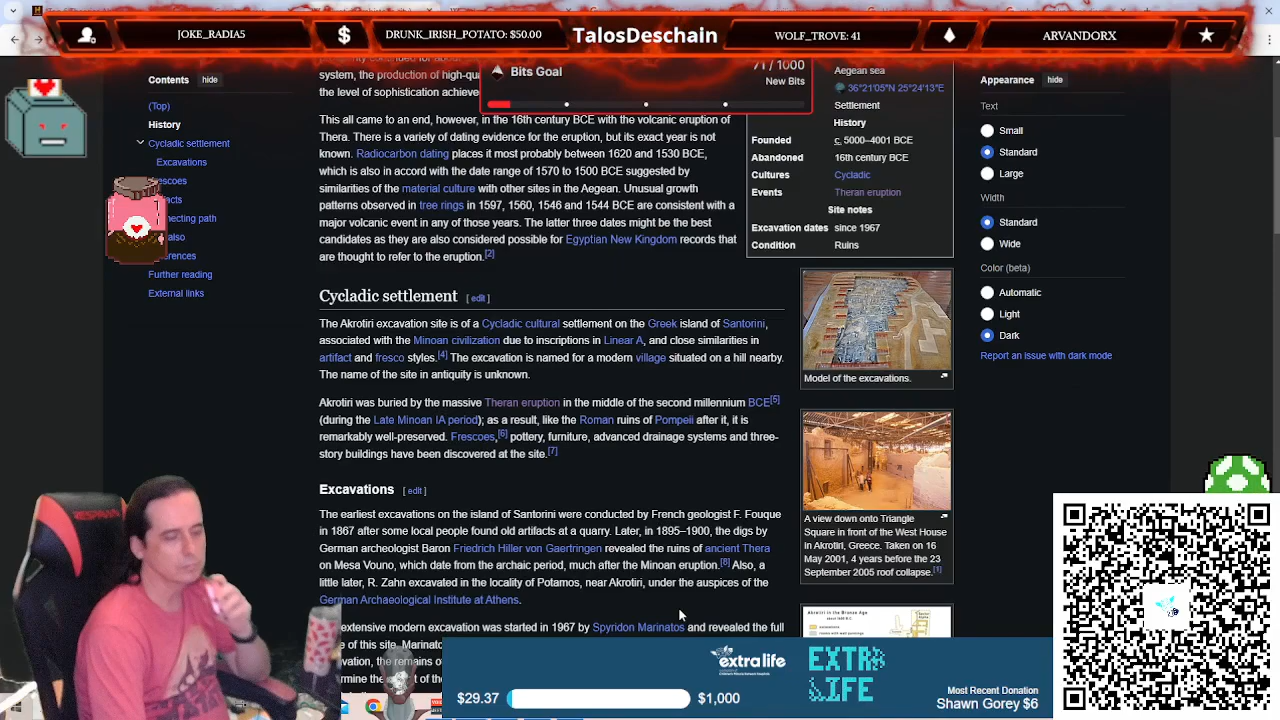 JOKE_RADIA5
$
DRUNK_IRISH_POTATO: $50.00
TalosDeschain
WOLF_TROVE: 41
ARVANDORX
Bits Goal
71 / 1000
New Bits
Contents hide
(Top)
History
Cycladic settlement
Excavations
escoes
acts
necting path
also
erences
Further reading
External links
system, the production of high-qu
the level of sophistication achieve
This all came to an end, however, in the 16th century BCE with the volcanic eruption of
Thera. There is a variety of dating evidence for the eruption, but its exact year is not
known. Radiocarbon dating places it most probably between 1620 and 1530 BCE,
which is also in accord with the date range of 1570 to 1500 BCE suggested by
similarities of the material culture with other sites in the Aegean. Unusual growth
patterns observed in tree rings in 1597, 1560, 1546 and 1544 BCE are consistent with a
major volcanic event in any of those years. The latter three dates might be the best
candidates as they are also considered possible for Egyptian New Kingdom records that
are thought to refer to the eruption.[2]
Cycladic settlement [ edit ]
The Akrotiri excavation site is of a Cycladic cultural settlement on the Greek island of Santorini,
associated with the Minoan civilization due to inscriptions in Linear A, and close similarities in
artifact and fresco styles.[4] The excavation is named for a modern village situated on a hill nearby.
The name of the site in antiquity is unknown.
Akrotiri was buried by the massive Theran eruption in the middle of the second millennium BCE[5]
(during the Late Minoan IA period); as a result, like the Roman ruins of Pompeii after it, it is
remarkably well-preserved. Frescoes,[6] pottery, furniture, advanced drainage systems and three-
story buildings have been discovered at the site.[7]
Excavations [ edit ]
The earliest excavations on the island of Santorini were conducted by French geologist F. Fouque
in 1867 after some local people found old artifacts at a quarry. Later, in 1895–1900, the digs by
German archeologist Baron Friedrich Hiller von Gaertringen revealed the ruins of ancient Thera
on Mesa Vouno, which date from the archaic period, much after the Minoan eruption.[8] Also, a
little later, R. Zahn excavated in the locality of Potamos, near Akrotiri, under the auspices of the
German Archaeological Institute at Athens.
extensive modern excavation was started in 1967 by Spyridon Marinatos and revealed the full
e of this site. Marinato
vation, the remains of
rmine the extent of the
Aegean sea
36°21′05″N 25°24′13″E
Settlement
History
Founded c. 5000–4001 BCE
Abandoned 16th century BCE
Cultures Cycladic
Events Theran eruption
Site notes
Excavation dates since 1967
Condition Ruins
Model of the excavations.
A view down onto Triangle
Square in front of the West House
in Akrotiri, Greece. Taken on 16
May 2001, 4 years before the 23
September 2005 roof collapse.[1]
Akrotiri in the Bronze Age
Appearance hide
Text
Small
Standard
Large
Width
Standard
Wide
Color (beta)
Automatic
Light
Dark
Report an issue with dark mode
extralife
EXTRA
LIFE
$29.37
$1,000
Most Recent Donation
Shawn Gorey $6